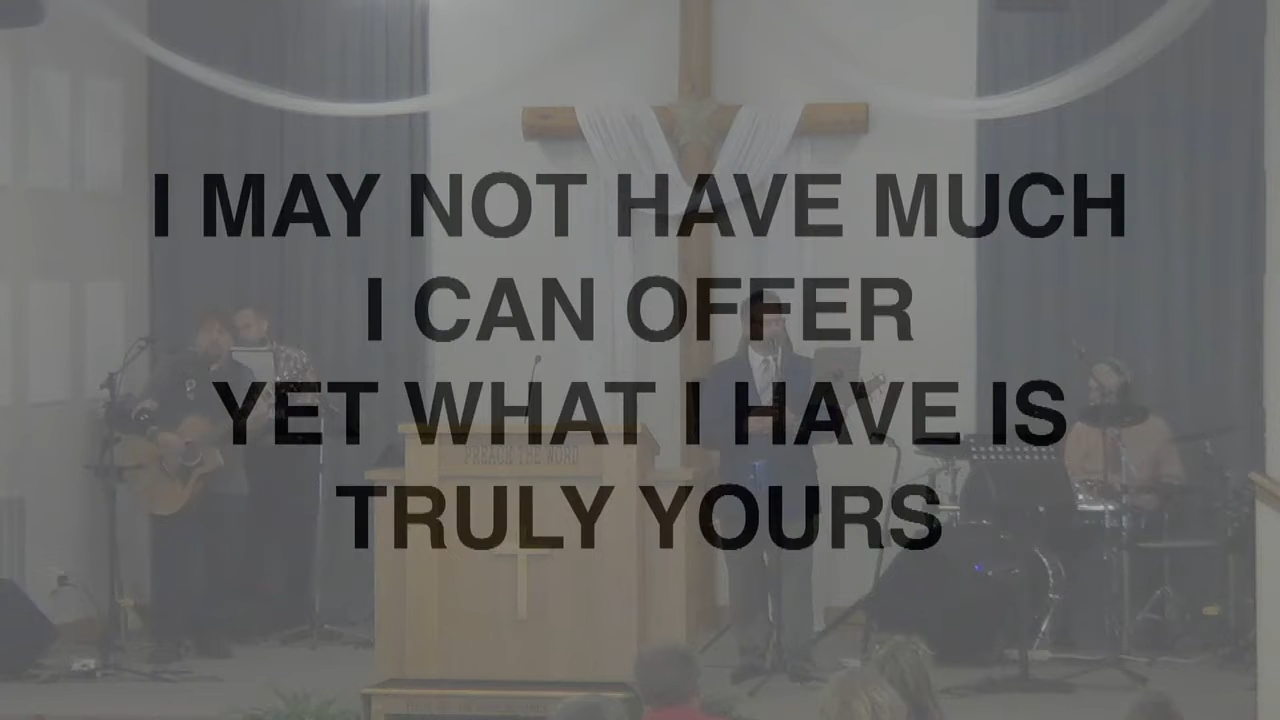 I MAY NOT HAVE MUCH
I CAN OFFER
YET WHAT I HAVE IS
TRULY YOURS
PREACH THE WORD